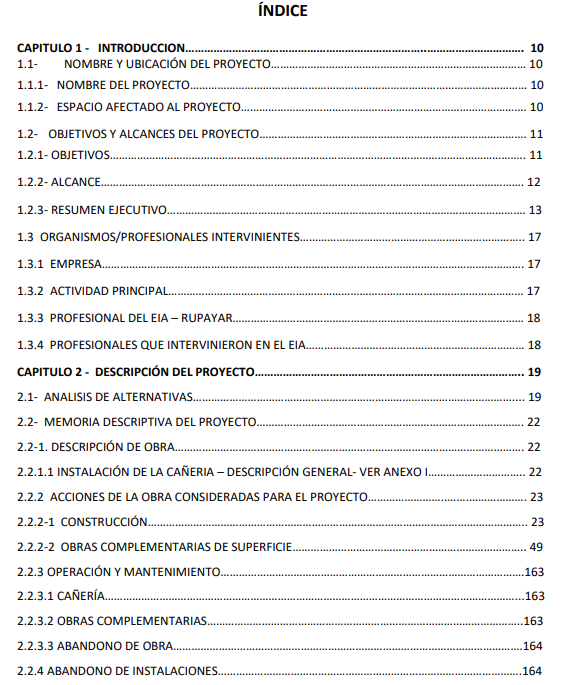 ÍNDICE
CAPITULO 1 - INTRODUCCION........................................................................ 10
1.1- NOMBRE Y UBICACIÓN DEL PROYECTO........................................................................ 10
1.1.1- NOMBRE DEL PROYECTO........................................................................ 10
1.1.2- ESPACIO AFECTADO AL PROYECTO........................................................................ 10
1.2- OBJETIVOS Y ALCANCES DEL PROYECTO........................................................................ 11
1.2.1- OBJETIVOS........................................................................ 11
1.2.2- ALCANCE........................................................................ 12
1.2.3- RESUMEN EJECUTIVO........................................................................ 13
1.3 ORGANISMOS/PROFESIONALES INTERVINIENTES........................................................................ 17
1.3.1 EMPRESA........................................................................ 17
1.3.2 ACTIVIDAD PRINCIPAL........................................................................ 17
1.3.3 PROFESIONAL DEL EIA – RUPAYAR........................................................................ 18
1.3.4 PROFESIONALES QUE INTERVINIERON EN EL EIA........................................................................ 18
CAPITULO 2 - DESCRIPCIÓN DEL PROYECTO........................................................................ 19
2.1- ANALISIS DE ALTERNATIVAS........................................................................ 19
2.2- MEMORIA DESCRIPTIVA DEL PROYECTO........................................................................ 22
2.2-1. DESCRIPCIÓN DE OBRA........................................................................ 22
2.2.1.1 INSTALACIÓN DE LA CAÑERIA – DESCRIPCIÓN GENERAL- VER ANEXO I.............................. 22
2.2.2 ACCIONES DE LA OBRA CONSIDERADAS PARA EL PROYECTO........................................ 23
2.2.2-1 CONSTRUCCIÓN........................................................................ 23
2.2.2-2 OBRAS COMPLEMENTARIAS DE SUPERFICIE........................................................................ 49
2.2.3 OPERACIÓN Y MANTENIMIENTO........................................................................163
2.2.3.1 CAÑERÍA........................................................................163
2.2.3.2 OBRAS COMPLEMENTARIAS........................................................................163
2.2.3.3 ABANDONO DE OBRA........................................................................164
2.2.4 ABANDONO DE INSTALACIONES........................................................................164